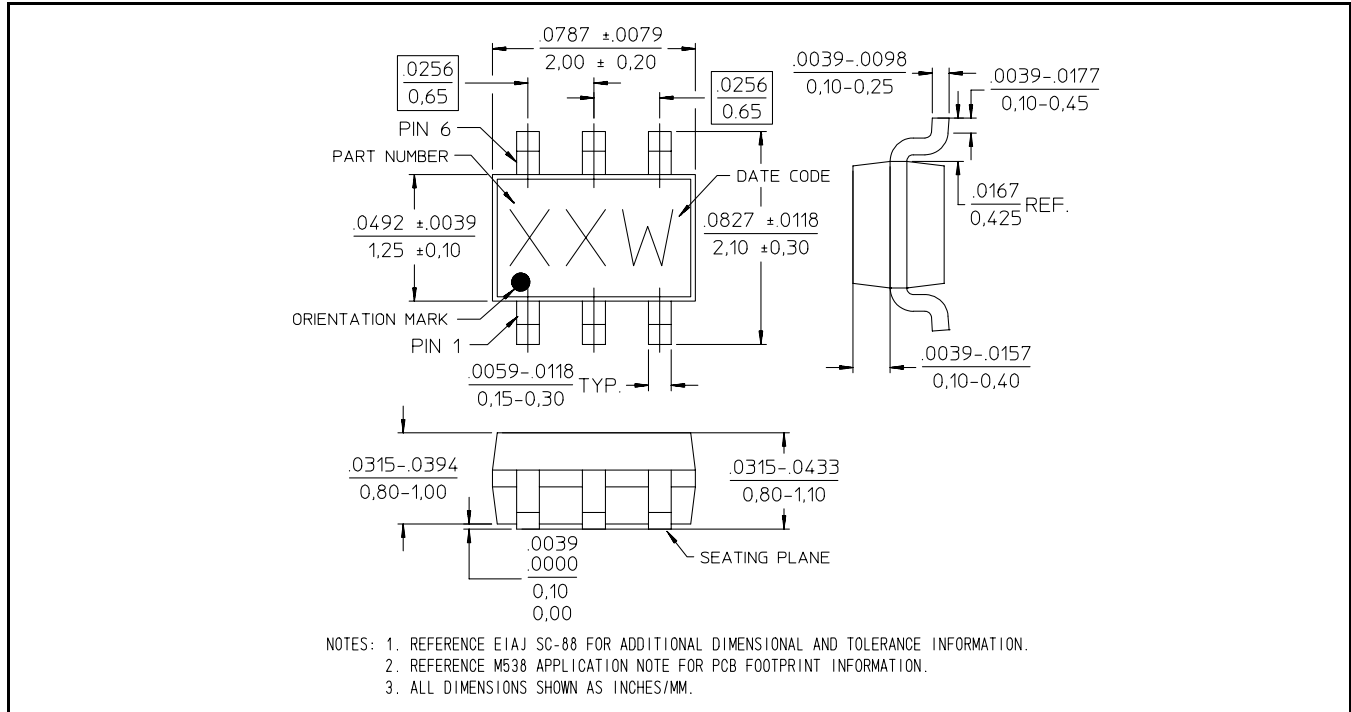 .0787 ±.0079
2,00 ± 0,20
.0256
0,65
.0256
0.65
.0039-.0098
0,10-0,25
.0039-.0177
0,10-0,45
PIN 6
PART NUMBER
DATE CODE
.0492 ±.0039
1,25 ±0,10
XXW
.0827 ±.0118
2,10 ±0,30
.0167
0,425
REF.
ORIENTATION MARK
PIN 1
.0059-.0118
0,15-0,30
TYP.
.0039-.0157
0,10-0,40
.0315-.0394
0,80-1,00
.0315-.0433
0,80-1,10
.0039
.0000
0,10
0,00
SEATING PLANE
NOTES: 1. REFERENCE EIAJ SC-88 FOR ADDITIONAL DIMENSIONAL AND TOLERANCE INFORMATION.
2. REFERENCE M538 APPLICATION NOTE FOR PCB FOOTPRINT INFORMATION.
3. ALL DIMENSIONS SHOWN AS INCHES/MM.